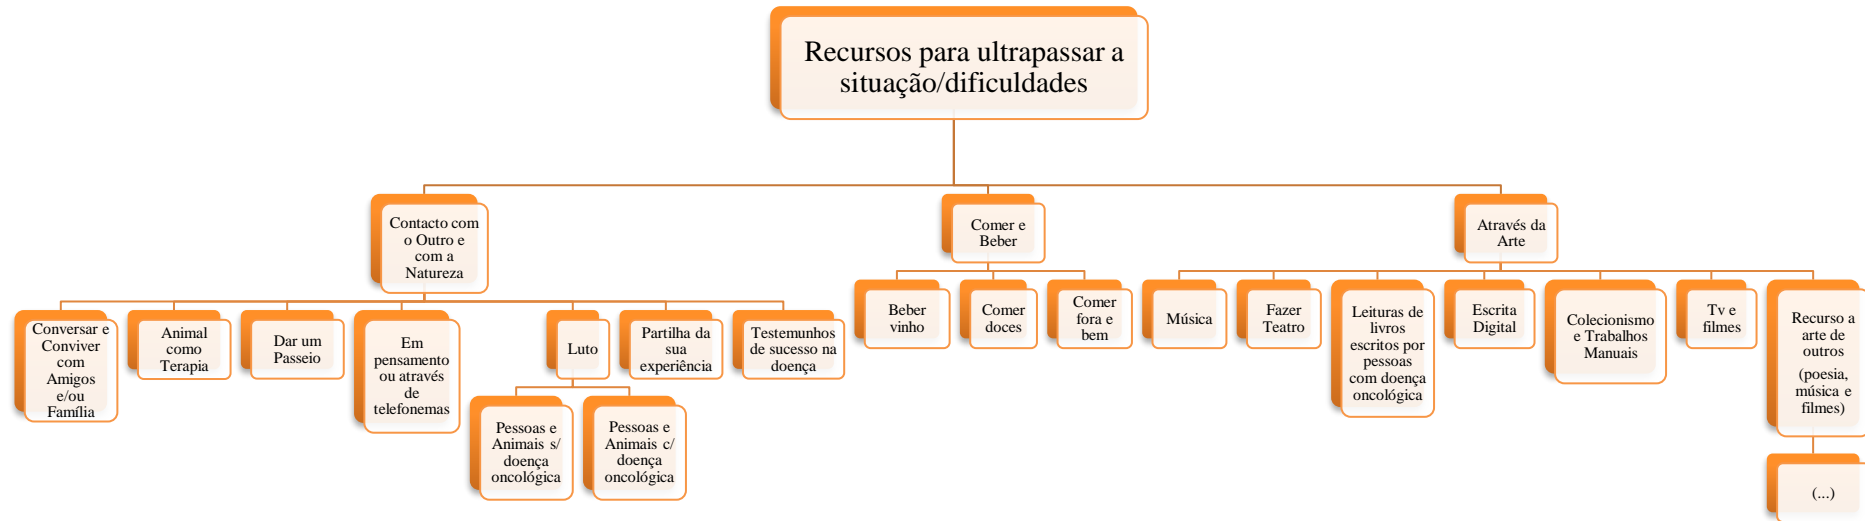 Recursos para ultrapassar a
situação/dificuldades
Contacto com
o Outro e
com a
Natureza
Comer e
Beber
Através da
Arte
Conversar e
Conviver
com
Amigos
e/ou
Família
Animal
como
Terapia
Dar um
Passeio
Em
pensamento
ou através
de
telefonemas
Luto
Partilha da
sua
experiência
Testemunhos
de sucesso na
doença
Beber
vinho
Comer
doces
Comer
fora e
bem
Música
Fazer
Teatro
Leituras de
livros
escritos por
pessoas
com doença
oncológica
Escrita
Digital
Colecionismo
e Trabalhos
Manuais
Tv e
filmes
Recurso a
arte de
outros
(poesia,
música e
filmes)
Pessoas e
Animais s/
doença
oncológica
Pessoas e
Animais c/
doença
oncológica
(...)